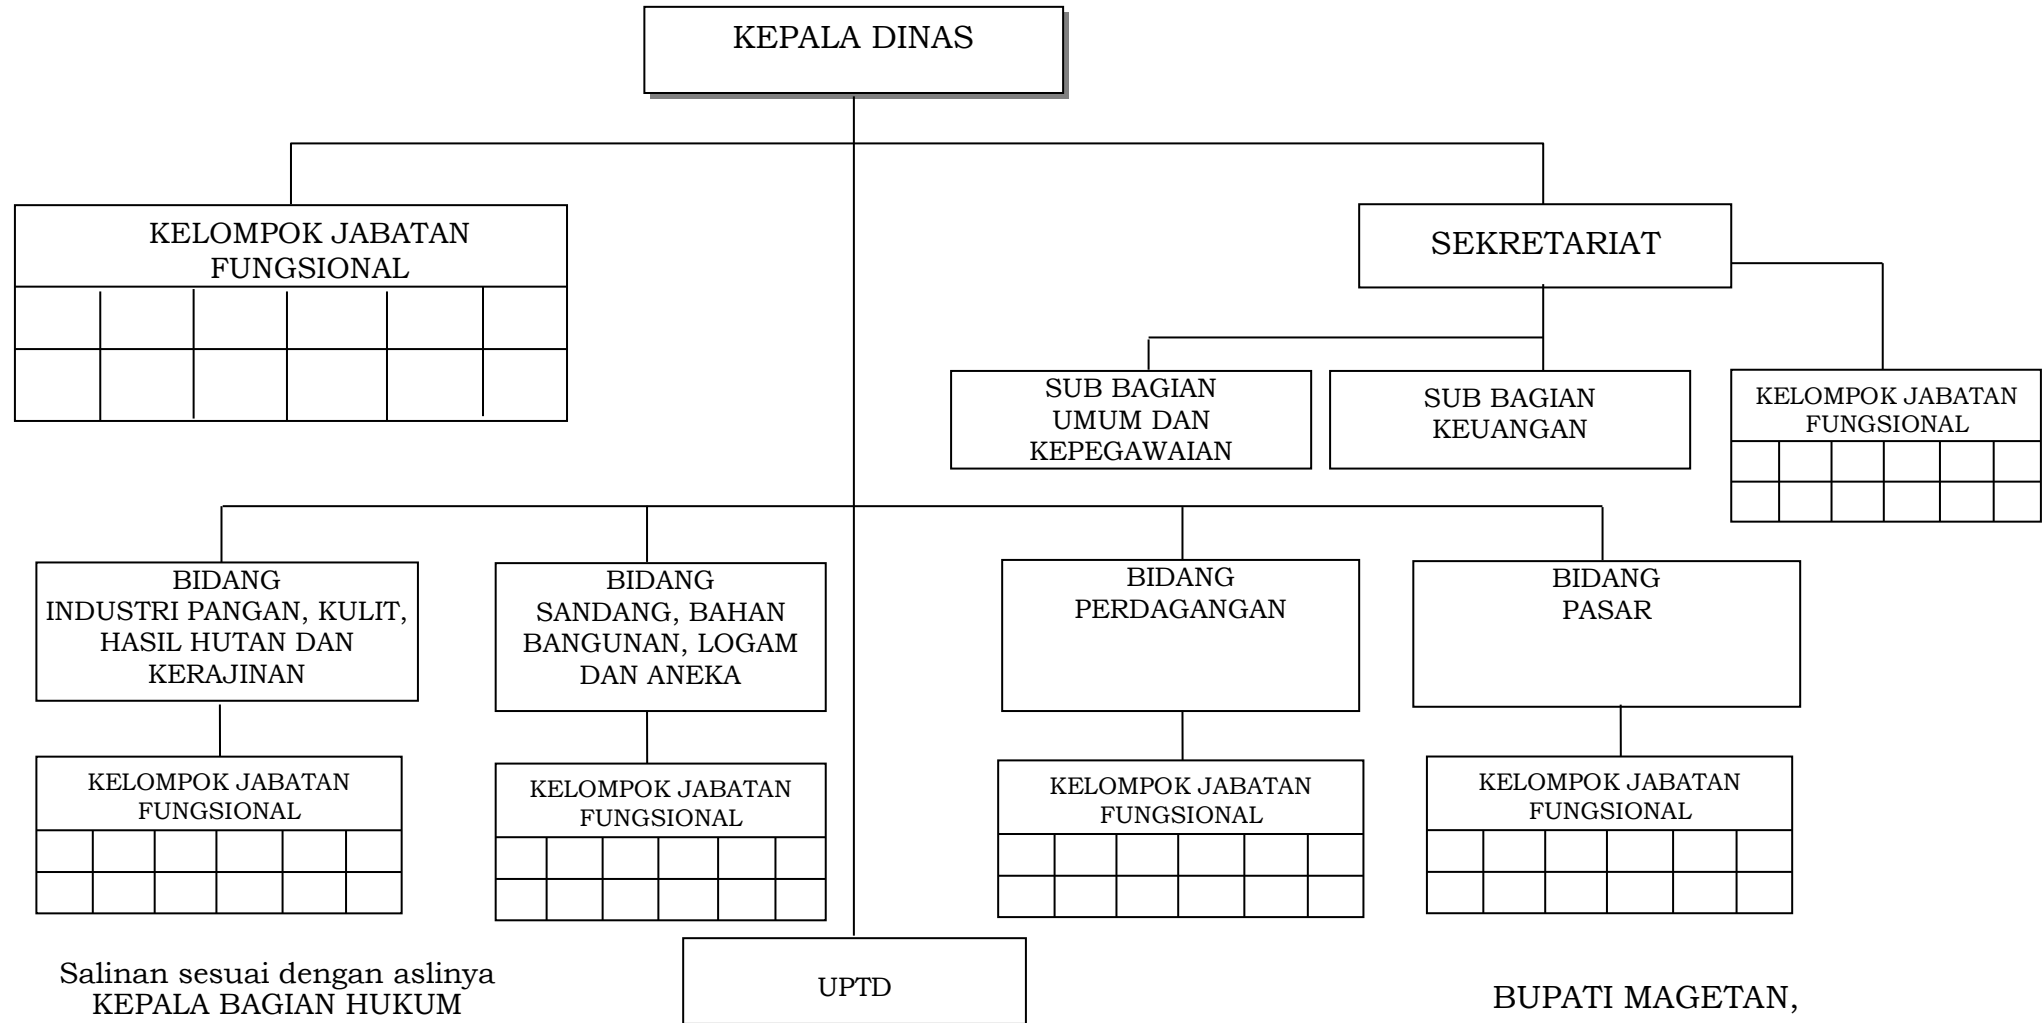 KEPALA DINAS
KELOMPOK JABATAN
FUNGSIONAL
SEKRETARIAT
SUB BAGIAN
UMUM DAN
KEPEGAWAIAN
SUB BAGIAN
KEUANGAN
KELOMPOK JABATAN
FUNGSIONAL
BIDANG
INDUSTRI PANGAN, KULIT,
HASIL HUTAN DAN
KERAJINAN
BIDANG
SANDANG, BAHAN
BANGUNAN, LOGAM
DAN ANEKA
BIDANG
PERDAGANGAN
BIDANG
PASAR
KELOMPOK JABATAN
FUNGSIONAL
KELOMPOK JABATAN
FUNGSIONAL
KELOMPOK JABATAN
FUNGSIONAL
KELOMPOK JABATAN
FUNGSIONAL
Salinan sesuai dengan aslinya
KEPALA BAGIAN HUKUM
UPTD
BUPATI MAGETAN,